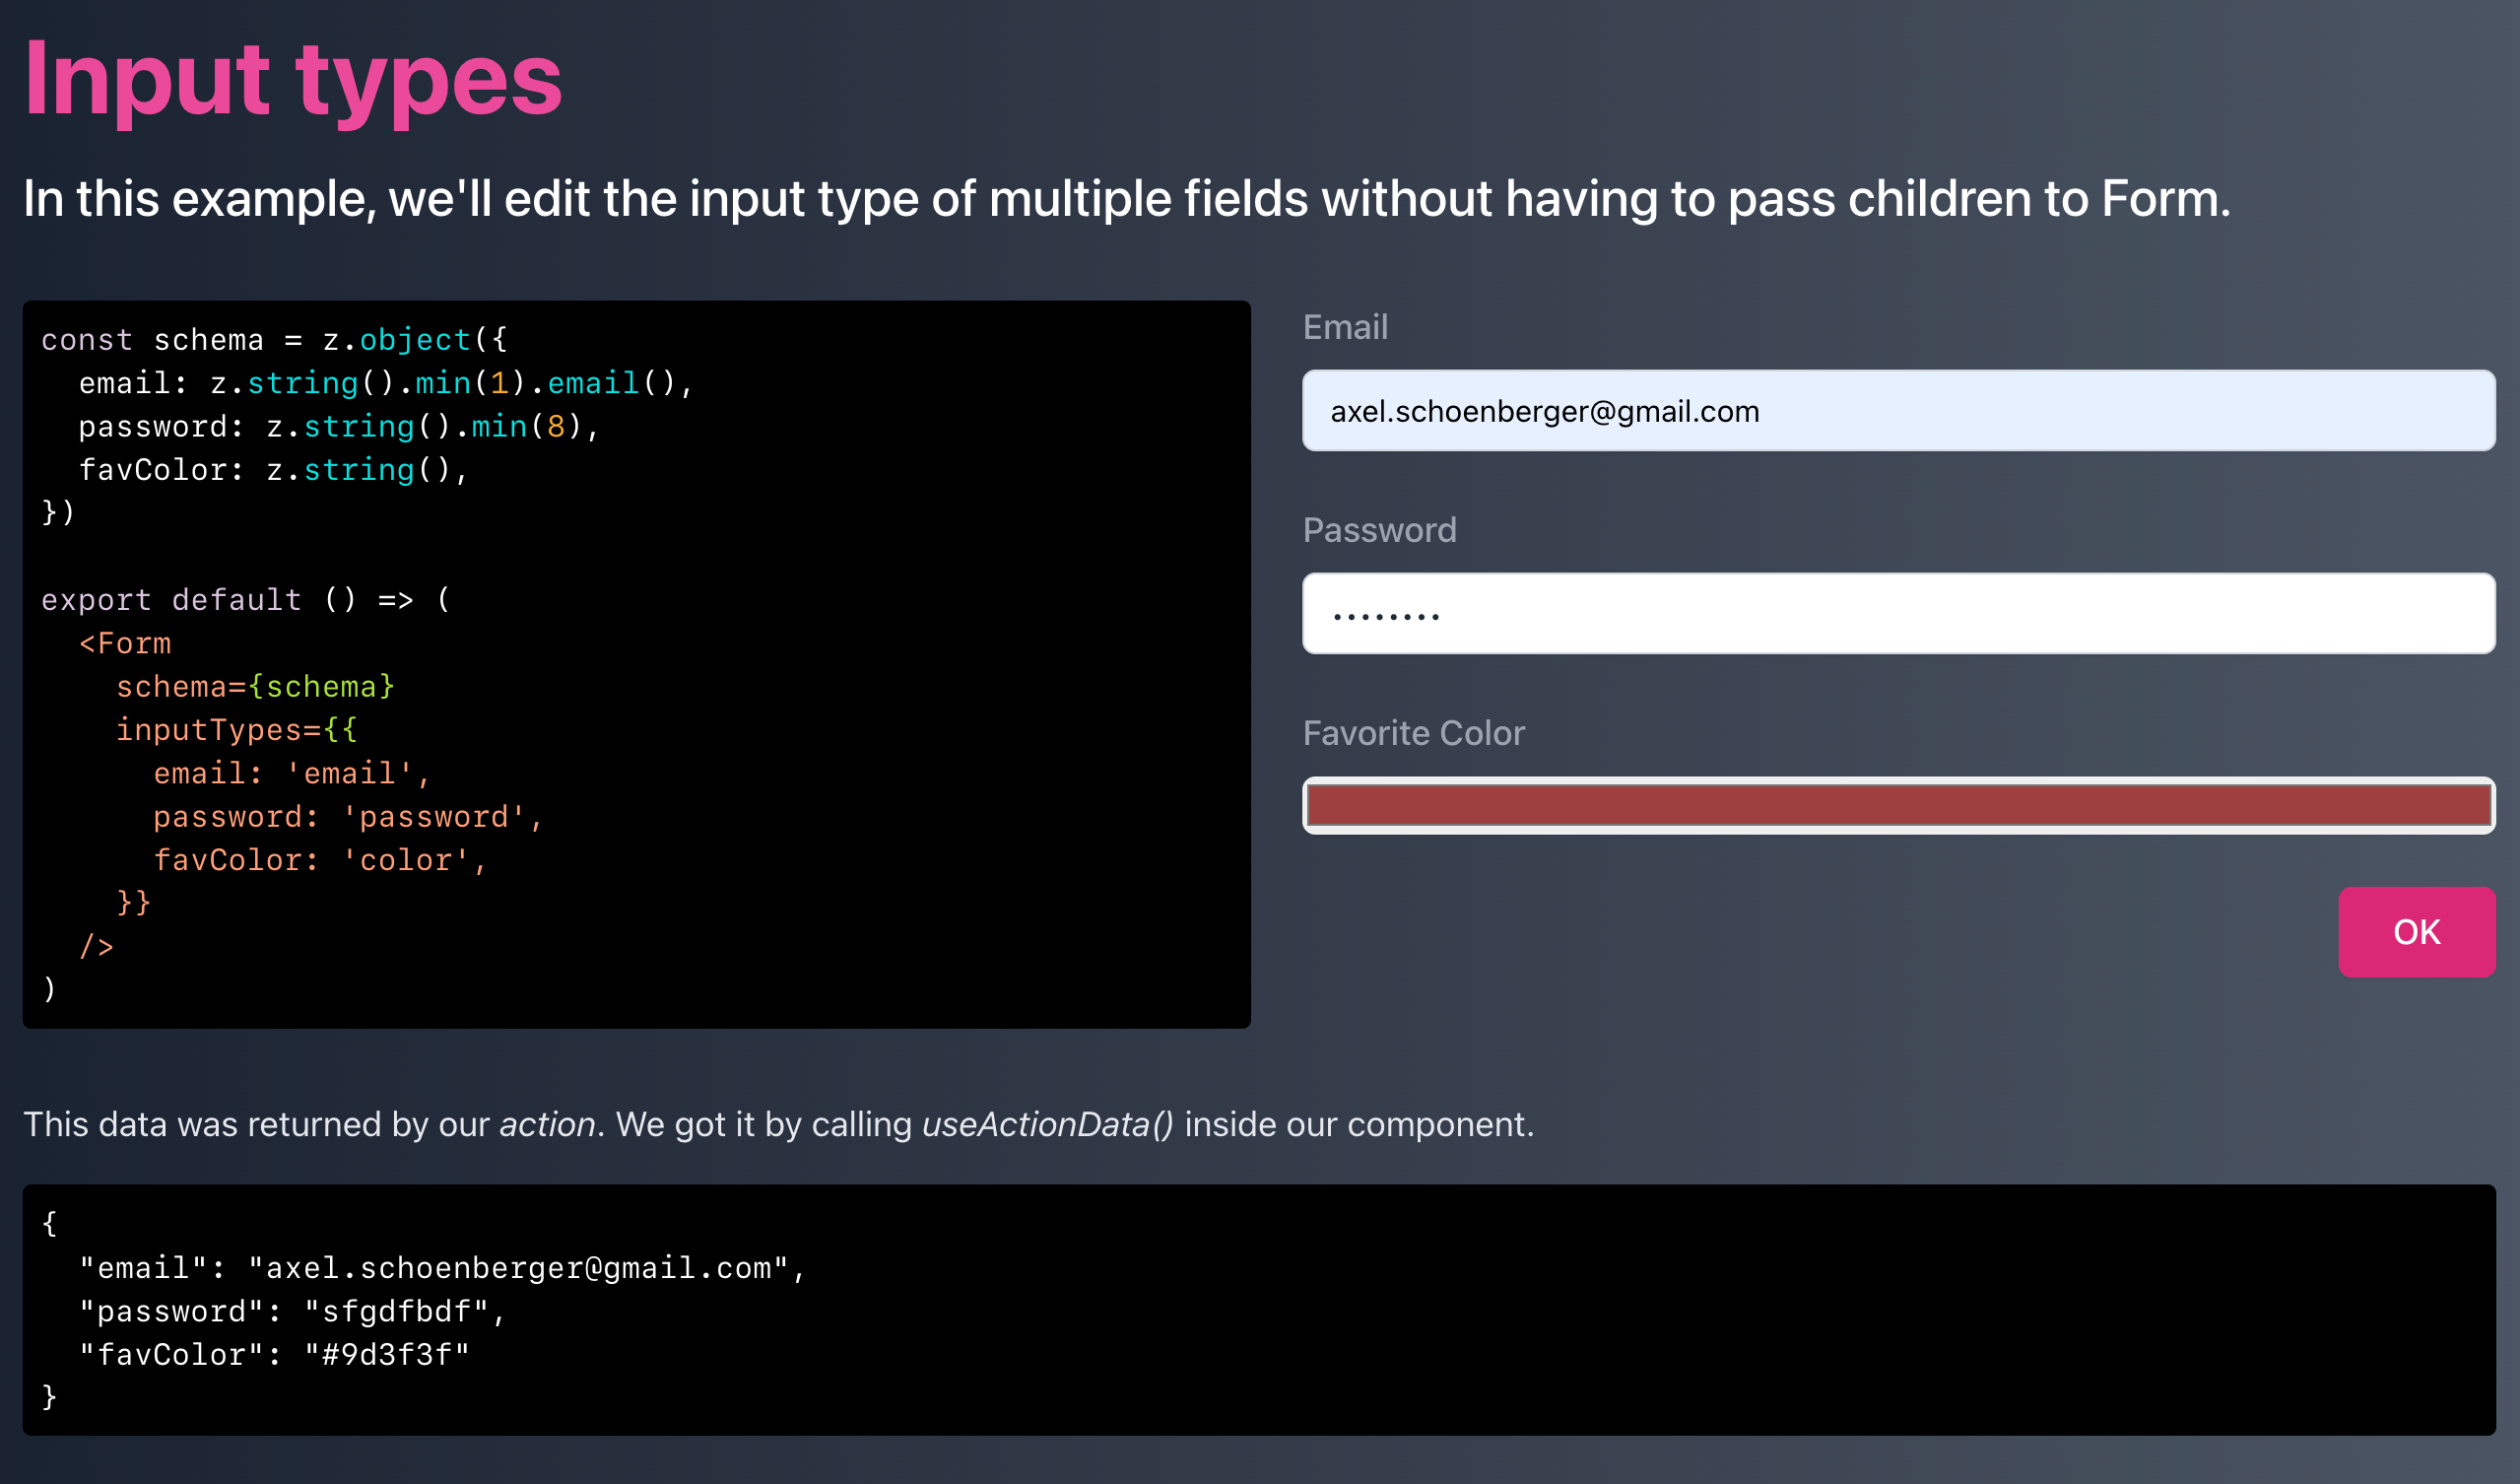 Input types
In this example, we'll edit the input type of multiple fields without having to pass children to Form.
const schema = z.object({
  email: z.string().min(1).email(),
  password: z.string().min(8),
  favColor: z.string(),
})

export default () => (
  <Form
    schema={schema}
    inputTypes={{
      email: 'email',
      password: 'password',
      favColor: 'color',
    }}
  />
)
Email
axel.schoenberger@gmail.com
Password
••••••••
Favorite Color
OK
This data was returned by our action. We got it by calling useActionData() inside our component.
{
  "email": "axel.schoenberger@gmail.com",
  "password": "sfgdfbdf",
  "favColor": "#9d3f3f"
}